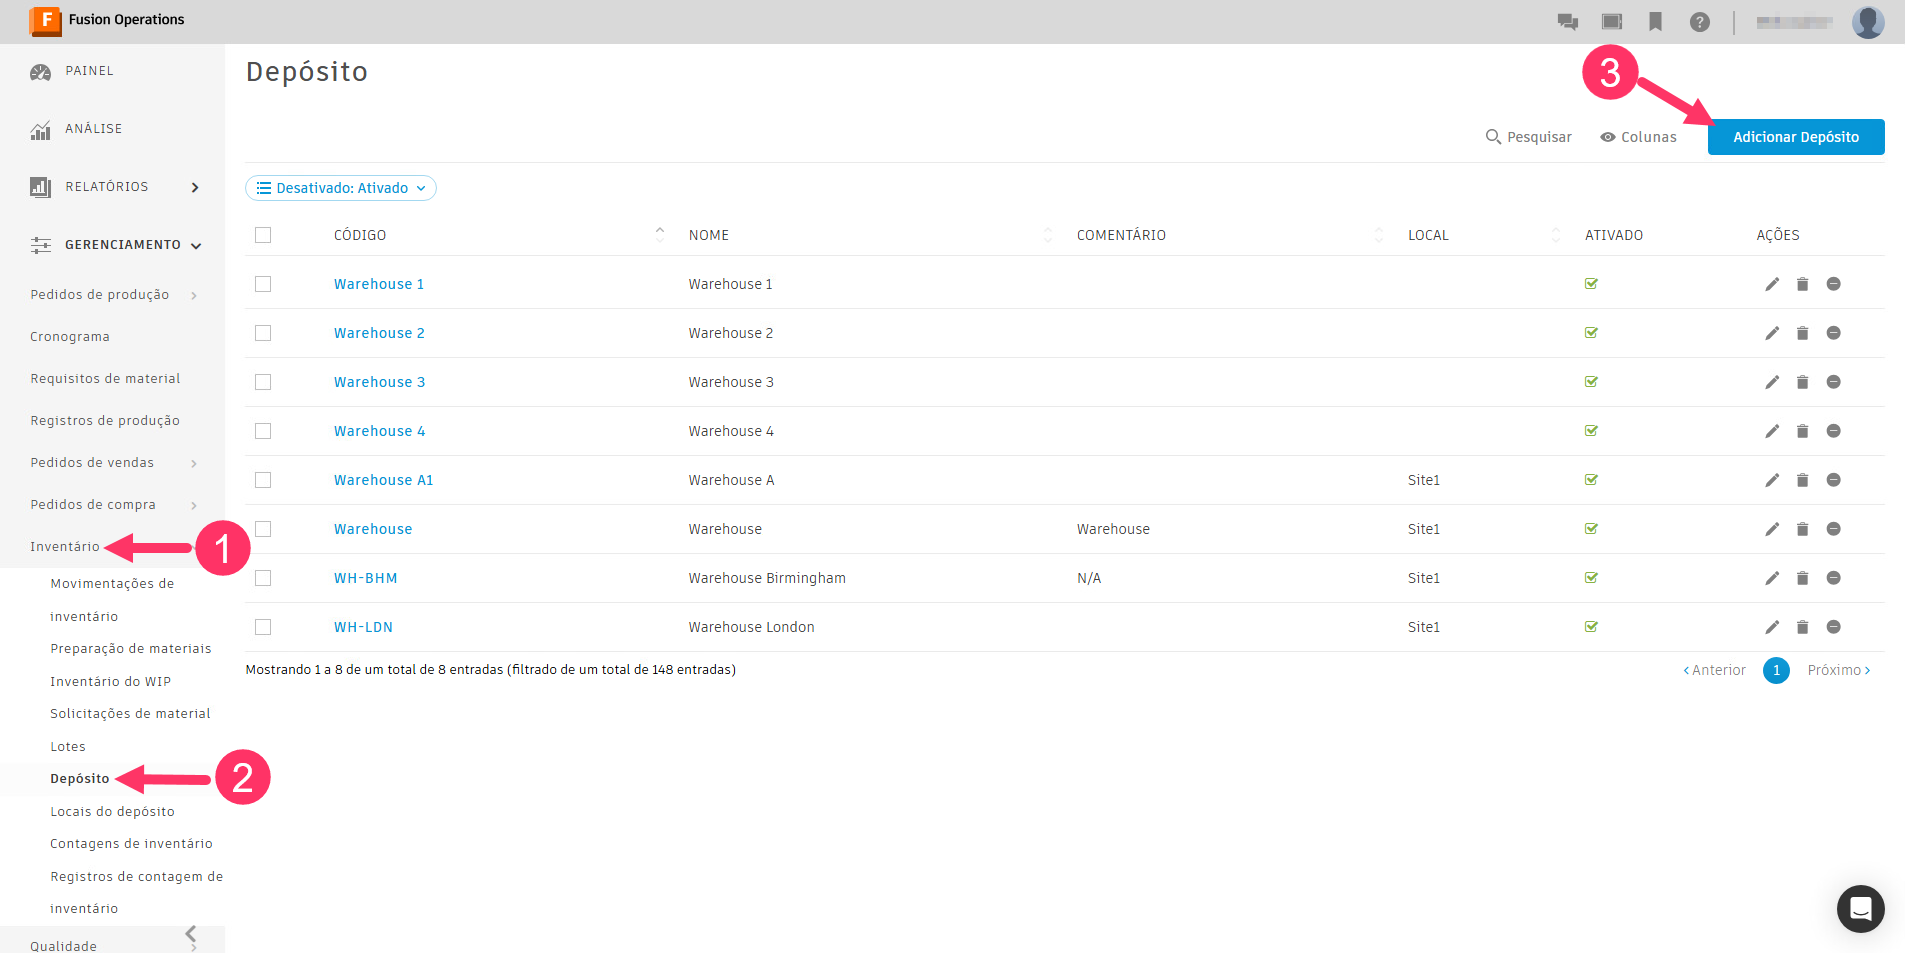 F Fusion Operations
?
PAINEL
ANÁLISE
RELATÓRIOS
GERENCIAMENTO
Pedidos de produção
Cronograma
Requisitos de material
Registros de produção
Pedidos de vendas
Pedidos de compra
Inventário
1
Movimentações de
inventário
Preparação de materiais
Inventário do WIP
Solicitações de material
Lotes
Depósito
2
Locais do depósito
Contagens de inventário
Registros de contagem de
inventário
Qualidade
Depósito
3
Pesquisar Colunas Adicionar Depósito
Desativado: Ativado
CÓDIGO NOME COMENTÁRIO LOCAL ATIVADO AÇÕES
Warehouse 1 Warehouse 1
Warehouse 2 Warehouse 2
Warehouse 3 Warehouse 3
Warehouse 4 Warehouse 4
Warehouse A1 Warehouse A Site1
Warehouse Warehouse Warehouse Site1
WH-BHM Warehouse Birmingham N/A Site1
WH-LDN Warehouse London Site1
Mostrando 1 a 8 de um total de 8 entradas (filtrado de um total de 148 entradas)
Anterior 1 Próximo